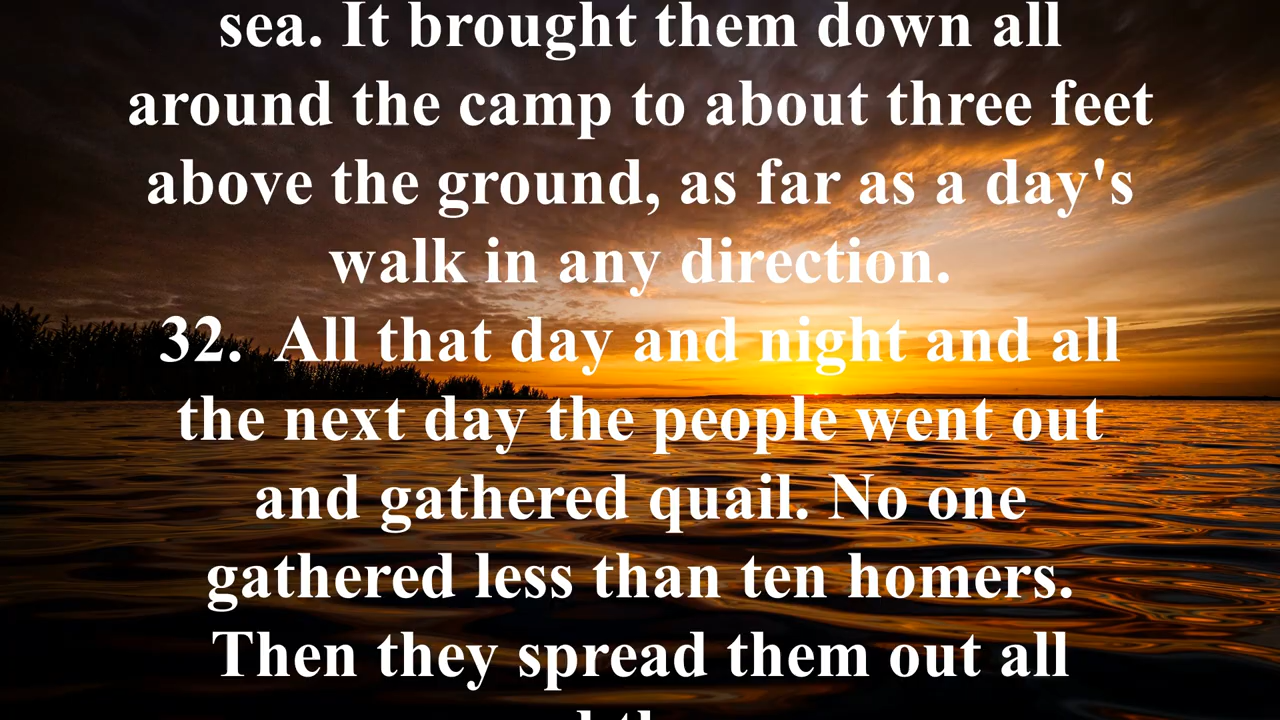 sea. It brought them down all
around the camp to about three feet
above the ground, as far as a day's
walk in any direction.
32. All that day and night and all
the next day the people went out
and gathered quail. No one
gathered less than ten homers.
Then they spread them out all